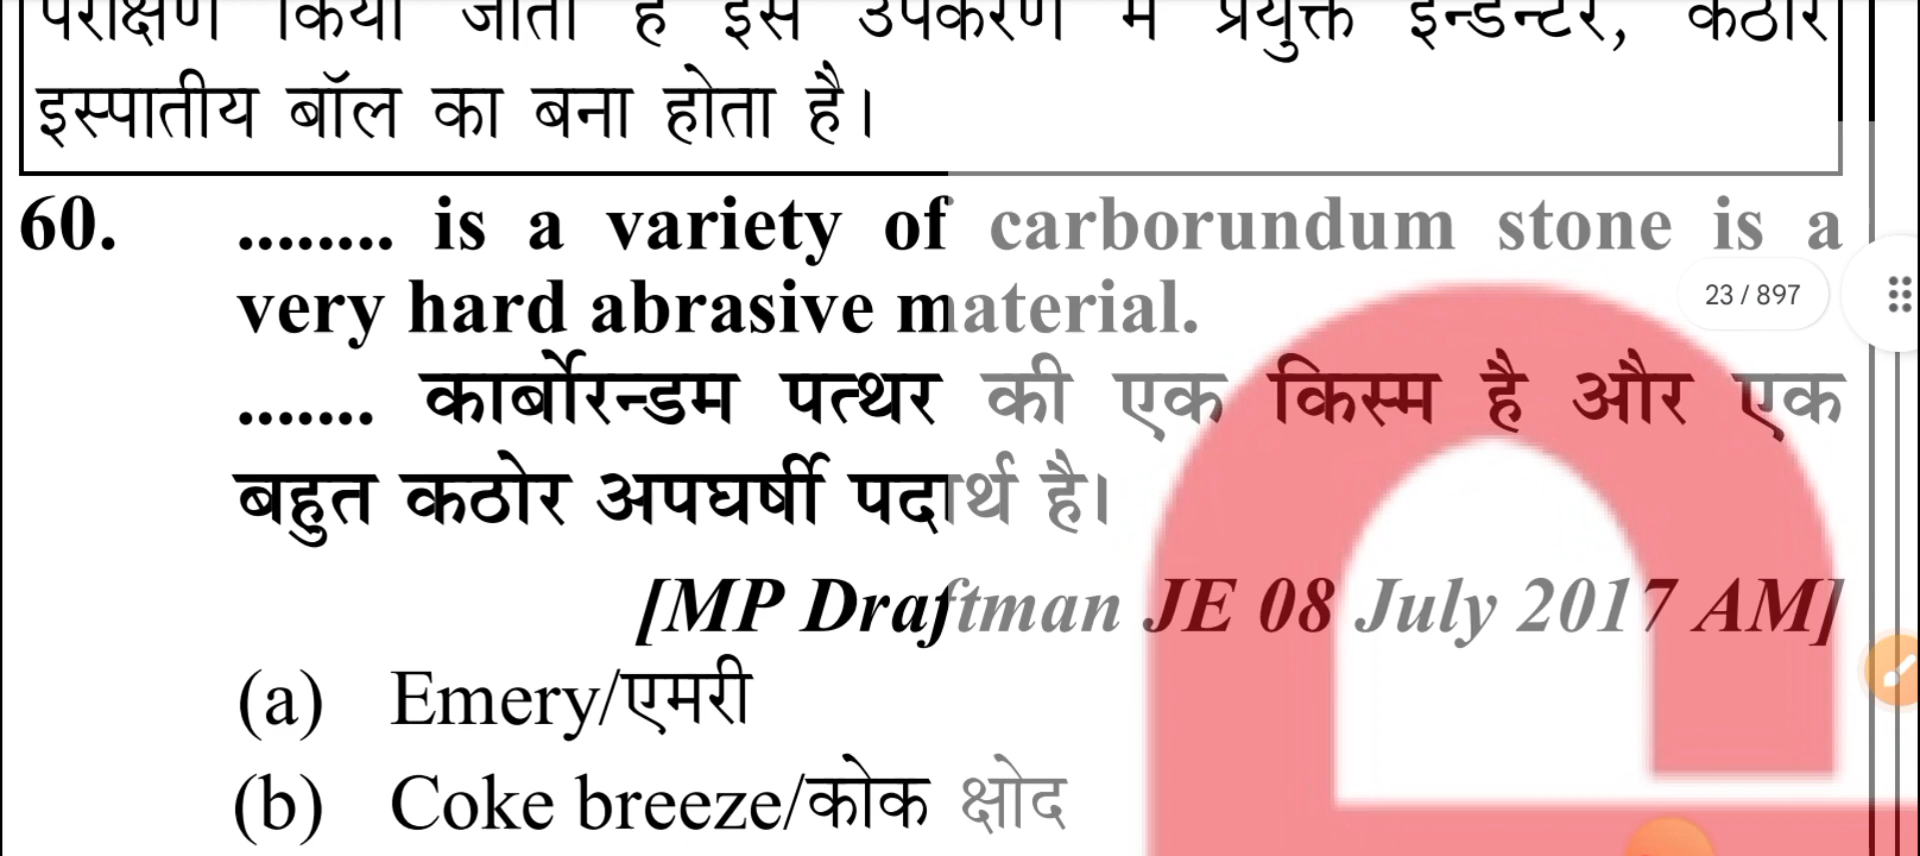 परीक्षण किया जाता है इस उपकरण में प्रयुक्त इन्डेन्टर, कठोर
इस्पातीय बॉल का बना होता है।
60. ........ is a variety of carborundum stone is a
very hard abrasive material.
23 / 897
....... कार्बोरन्डम पत्थर की एक किस्म है और एक
बहुत कठोर अपघर्षी पदार्थ है।
[MP Draftman JE 08 July 2017 AM]
(a) Emery/एमरी
(b) Coke breeze/कोक क्षोद